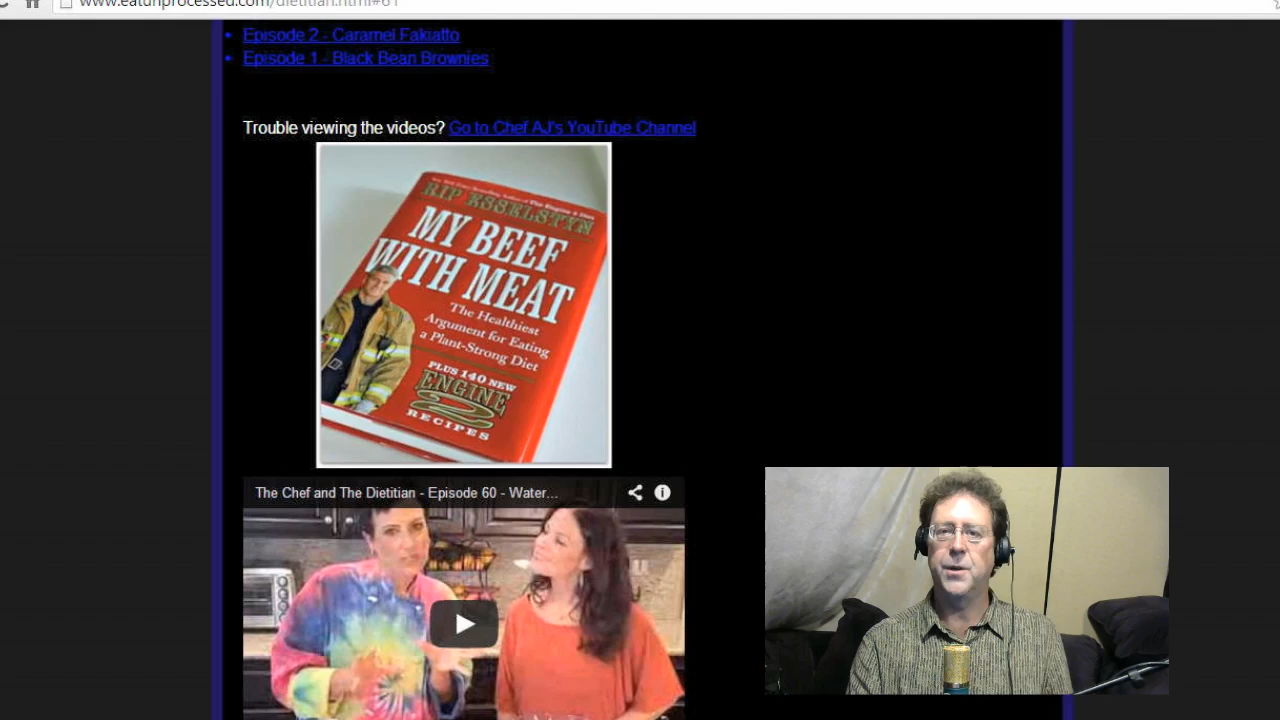 www.eatunprocessed.com/dietitian.html#61
Episode 2 - Caramel Fakiatto
Episode 1 - Black Bean Brownies
Trouble viewing the videos? Go to Chef AJ's YouTube Channel
RIP ESSELSTYN
MY BEEF
WITH MEAT
The Healthiest
Argument for Eating
a Plant-Strong Diet
PLUS 140 NEW
ENGINE
2
RECIPES
The Chef and The Dietitian - Episode 60 - Water...